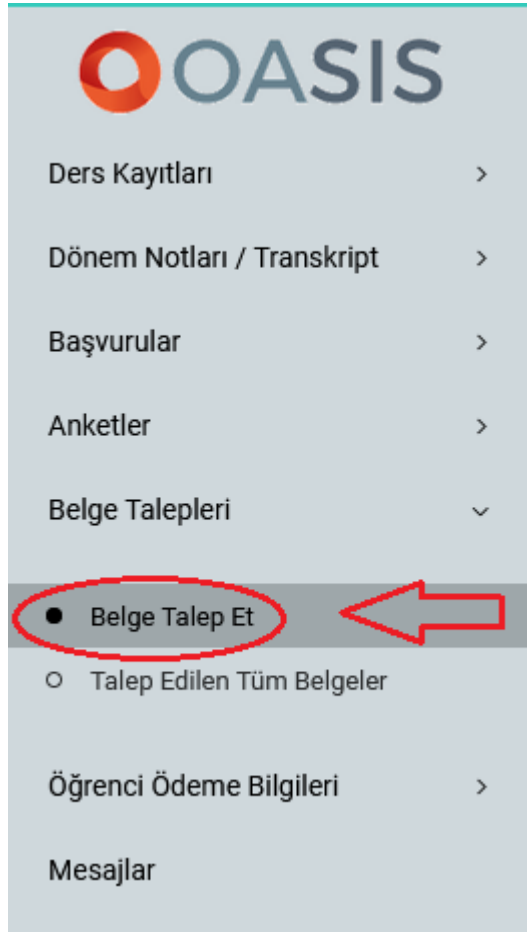 OASIS
Ders Kayıtları
Dönem Notları / Transkript
Başvurular
Anketler
Belge Talepleri
Belge Talep Et
Talep Edilen Tüm Belgeler
Öğrenci Ödeme Bilgileri
Mesajlar